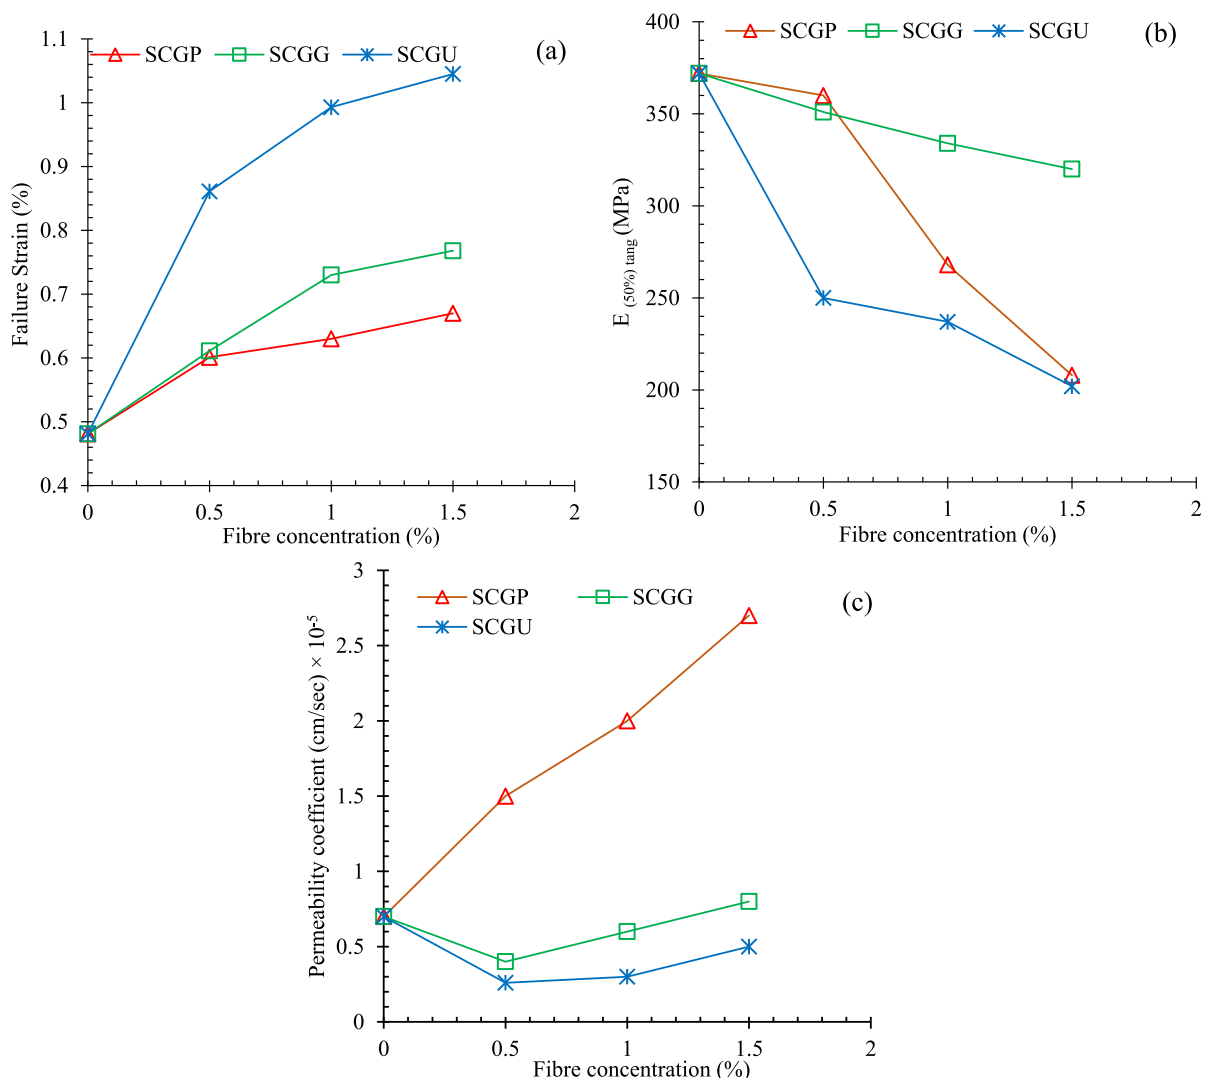 SCGP SCGG SCGU (a)
1.1
1
0.9
0.8
0.7
0.6
0.5
0.4
Failure Strain (%)
0 0.5 1 1.5 2
Fibre concentration (%)
SCGP SCGG SCGU (b)
400
350
300
250
200
150
E (50%) tang (MPa)
0 0.5 1 1.5 2
Fibre concentration (%)
SCGP SCGG (c)
SCGU
3
2.5
2
1.5
1
0.5
0
Permeability coefficient (cm/sec) × 10-5
0 0.5 1 1.5 2
Fibre concentration (%)